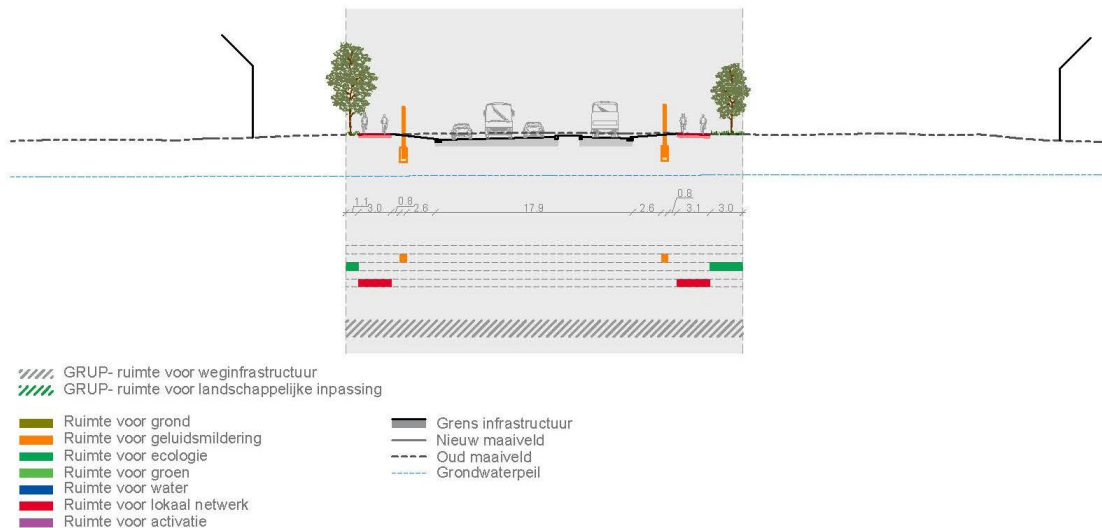 0.8
1.1 3.0 0.8 2.6 17.9 2.6 3.1 3.0
GRUP- ruimte voor weginfrastructuur
GRUP- ruimte voor landschappelijke inpassing
Ruimte voor grond
Ruimte voor geluidsmildering
Ruimte voor ecologie
Ruimte voor groen
Ruimte voor water
Ruimte voor lokaal netwerk
Ruimte voor activatie
Grens infrastructuur
Nieuw maaiveld
Oud maaiveld
Grondwaterpeil